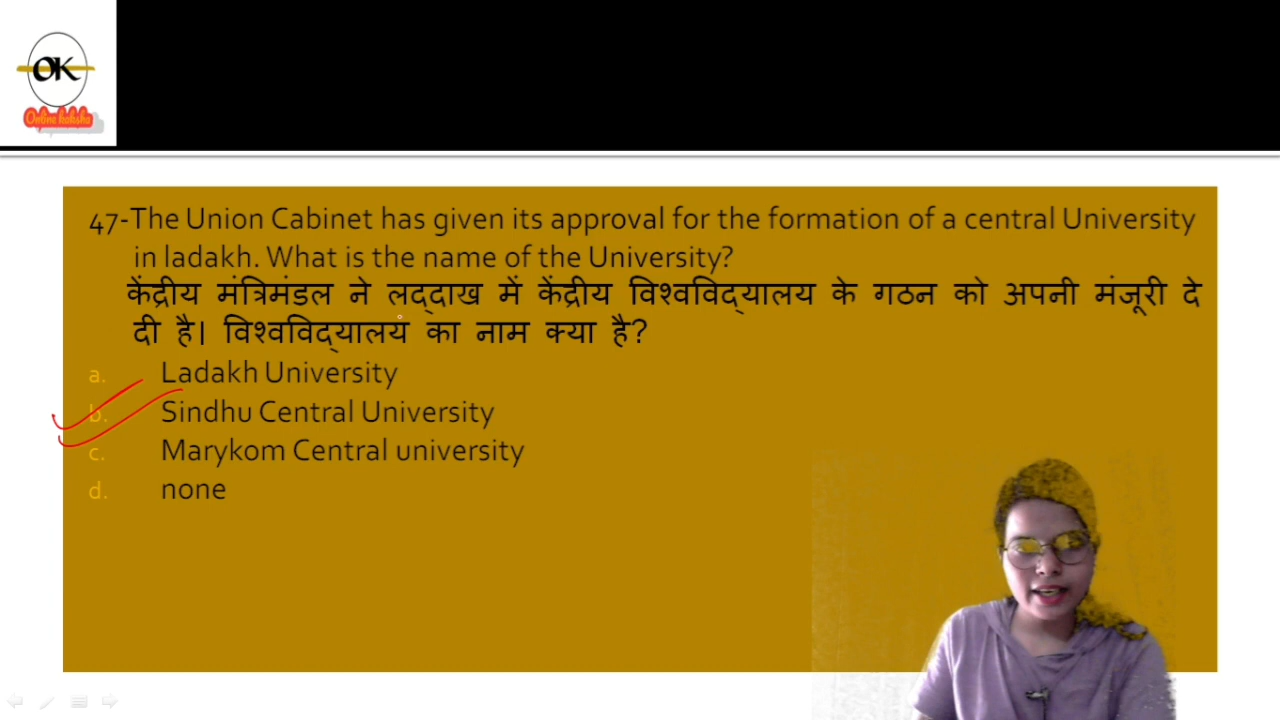 OK
Online kaksha
47-The Union Cabinet has given its approval for the formation of a central University
in ladakh. What is the name of the University?
केंद्रीय मंत्रिमंडल ने लद्दाख में केंद्रीय विश्वविद्यालय के गठन को अपनी मंजूरी दे
दी है। विश्वविद्यालय का नाम क्या है?
a. Ladakh University
b. Sindhu Central University
c. Marykom Central university
d. none